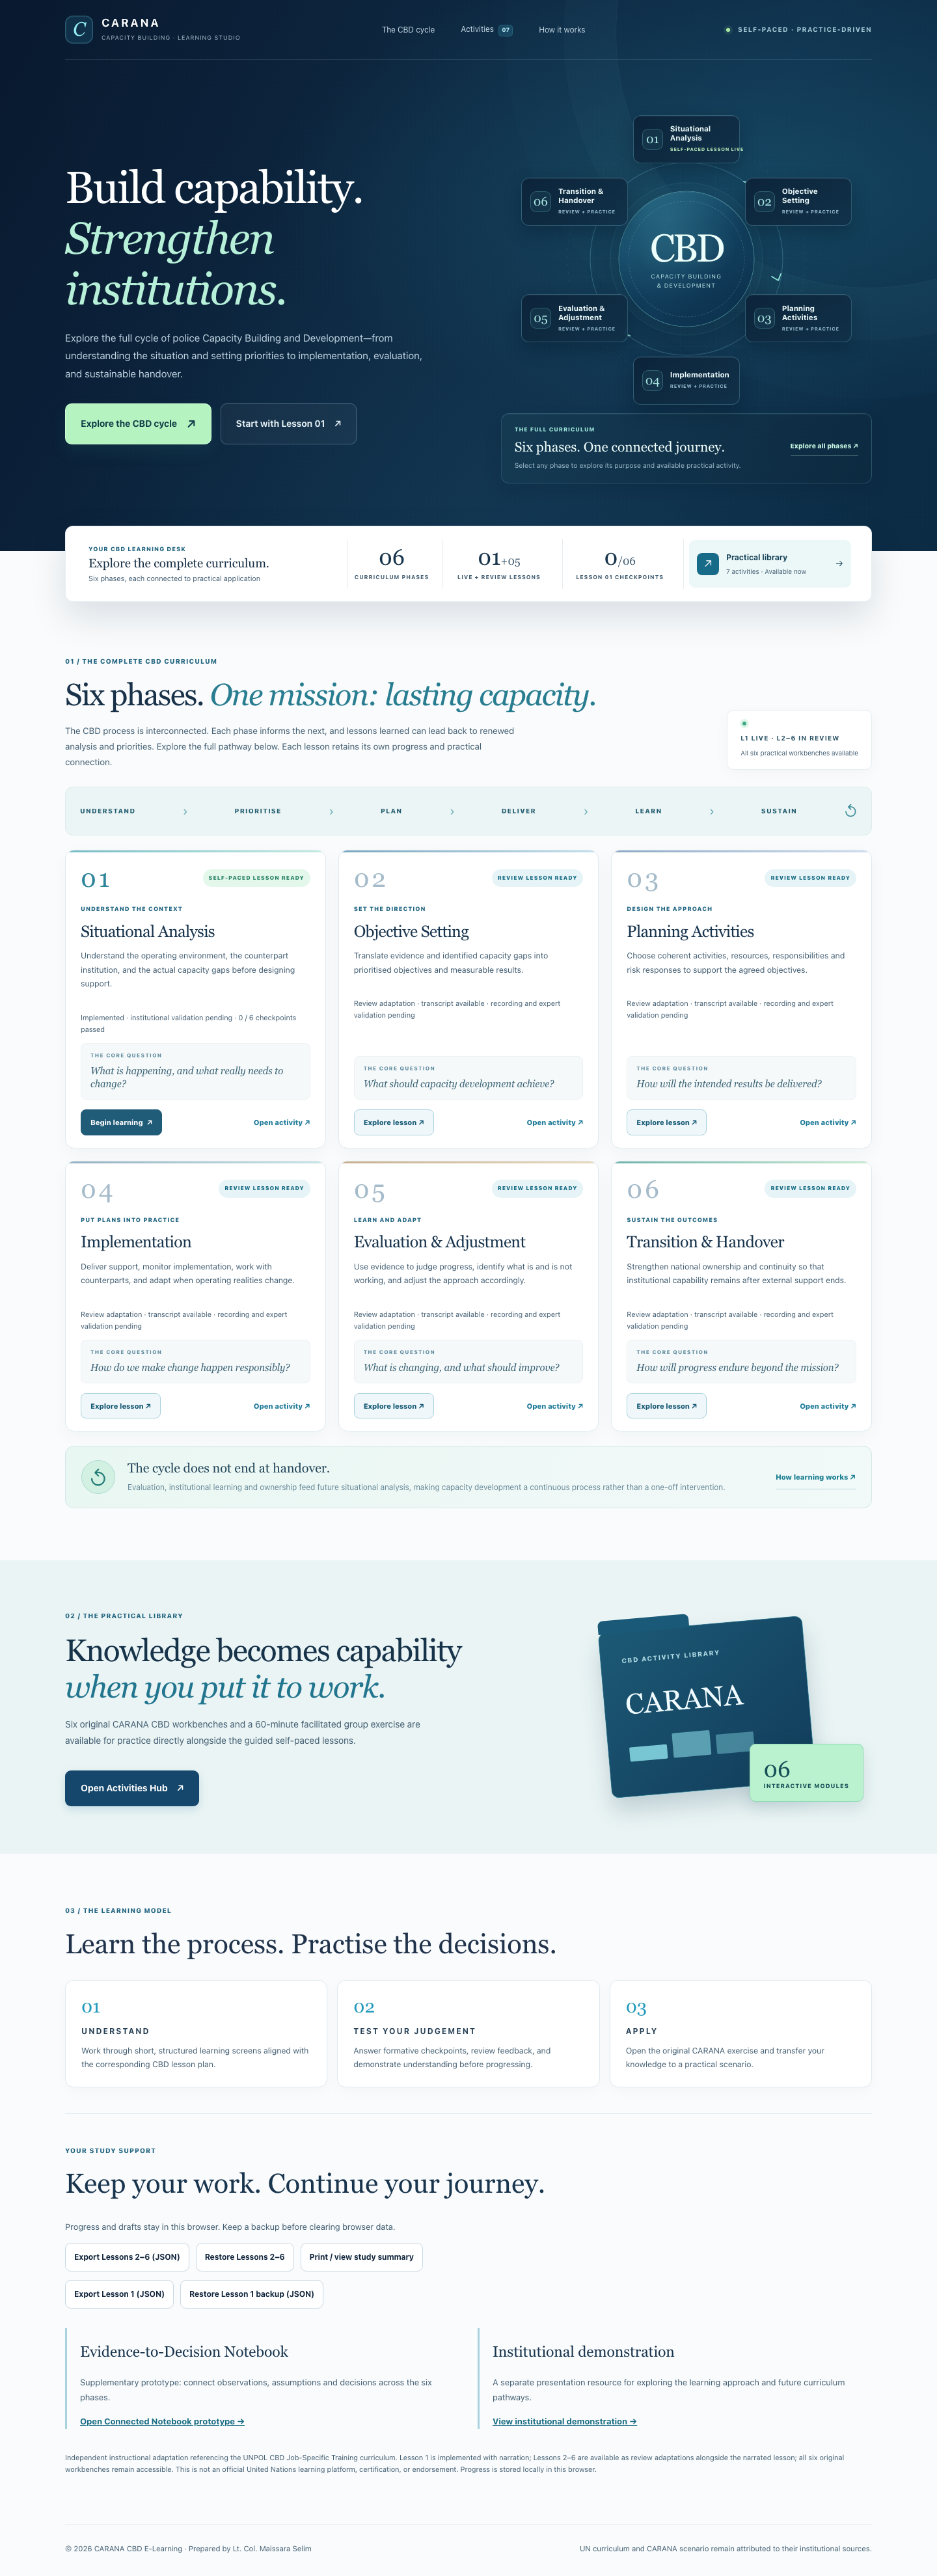 C
CARANA
CAPACITY BUILDING · LEARNING STUDIO
The CBD cycle
Activities 07
How it works
SELF-PACED · PRACTICE-DRIVEN
Build capability.
Strengthen
institutions.
Explore the full cycle of police Capacity Building and Development—from
understanding the situation and setting priorities to implementation, evaluation,
and sustainable handover.
Explore the CBD cycle ↗
Start with Lesson 01 ↗
01
Situational
Analysis
SELF-PACED LESSON LIVE
06
Transition &
Handover
REVIEW + PRACTICE
02
Objective
Setting
REVIEW + PRACTICE
CBD
CAPACITY BUILDING
& DEVELOPMENT
05
Evaluation &
Adjustment
REVIEW + PRACTICE
03
Planning
Activities
REVIEW + PRACTICE
04
Implementation
REVIEW + PRACTICE
THE FULL CURRICULUM
Six phases. One connected journey.
Select any phase to explore its purpose and available practical activity.
Explore all phases ↗
YOUR CBD LEARNING DESK
Explore the complete curriculum.
Six phases, each connected to practical application
06
CURRICULUM PHASES
01+05
LIVE + REVIEW LESSONS
0/06
LESSON 01 CHECKPOINTS
↗
Practical library
7 activities · Available now
→
01 / THE COMPLETE CBD CURRICULUM
Six phases. One mission: lasting capacity.
The CBD process is interconnected. Each phase informs the next, and lessons learned can lead back to renewed
analysis and priorities. Explore the full pathway below. Each lesson retains its own progress and practical
connection.
L1 LIVE · L2–6 IN REVIEW
All six practical workbenches available
UNDERSTAND › PRIORITISE › PLAN › DELIVER › LEARN › SUSTAIN
01
SELF-PACED LESSON READY
UNDERSTAND THE CONTEXT
Situational Analysis
Understand the operating environment, the counterpart
institution, and the actual capacity gaps before designing
support.
Implemented · institutional validation pending · 0 / 6 checkpoints
passed
THE CORE QUESTION
What is happening, and what really needs to
change?
Begin learning ↗
Open activity ↗
02
REVIEW LESSON READY
SET THE DIRECTION
Objective Setting
Translate evidence and identified capacity gaps into
prioritised objectives and measurable results.
Review adaptation · transcript available · recording and expert
validation pending
THE CORE QUESTION
What should capacity development achieve?
Explore lesson ↗
Open activity ↗
03
REVIEW LESSON READY
DESIGN THE APPROACH
Planning Activities
Choose coherent activities, resources, responsibilities and
risk responses to support the agreed objectives.
Review adaptation · transcript available · recording and expert
validation pending
THE CORE QUESTION
How will the intended results be delivered?
Explore lesson ↗
Open activity ↗
04
REVIEW LESSON READY
PUT PLANS INTO PRACTICE
Implementation
Deliver support, monitor implementation, work with
counterparts, and adapt when operating realities change.
Review adaptation · transcript available · recording and expert
validation pending
THE CORE QUESTION
How do we make change happen responsibly?
Explore lesson ↗
Open activity ↗
05
REVIEW LESSON READY
LEARN AND ADAPT
Evaluation & Adjustment
Use evidence to judge progress, identify what is and is not
working, and adjust the approach accordingly.
Review adaptation · transcript available · recording and expert
validation pending
THE CORE QUESTION
What is changing, and what should improve?
Explore lesson ↗
Open activity ↗
06
REVIEW LESSON READY
SUSTAIN THE OUTCOMES
Transition & Handover
Strengthen national ownership and continuity so that
institutional capability remains after external support ends.
Review adaptation · transcript available · recording and expert
validation pending
THE CORE QUESTION
How will progress endure beyond the mission?
Explore lesson ↗
Open activity ↗
The cycle does not end at handover.
Evaluation, institutional learning and ownership feed future situational analysis, making capacity development a continuous process rather than a one-off intervention.
How learning works ↗
02 / THE PRACTICAL LIBRARY
Knowledge becomes capability
when you put it to work.
Six original CARANA CBD workbenches and a 60-minute facilitated group exercise are
available for practice directly alongside the guided self-paced lessons.
Open Activities Hub ↗
CBD ACTIVITY LIBRARY
CARANA
06
INTERACTIVE MODULES
03 / THE LEARNING MODEL
Learn the process. Practise the decisions.
01
UNDERSTAND
Work through short, structured learning screens aligned with
the corresponding CBD lesson plan.
02
TEST YOUR JUDGEMENT
Answer formative checkpoints, review feedback, and
demonstrate understanding before progressing.
03
APPLY
Open the original CARANA exercise and transfer your
knowledge to a practical scenario.
YOUR STUDY SUPPORT
Keep your work. Continue your journey.
Progress and drafts stay in this browser. Keep a backup before clearing browser data.
Export Lessons 2–6 (JSON)
Restore Lessons 2–6
Print / view study summary
Export Lesson 1 (JSON)
Restore Lesson 1 backup (JSON)
Evidence-to-Decision Notebook
Supplementary prototype: connect observations, assumptions and decisions across the six
phases.
Open Connected Notebook prototype →
Institutional demonstration
A separate presentation resource for exploring the learning approach and future curriculum
pathways.
View institutional demonstration →
Independent instructional adaptation referencing the UNPOL CBD Job-Specific Training curriculum. Lesson 1 is implemented with narration; Lessons 2–6 are available as review adaptations alongside the narrated lesson; all six original
workbenches remain accessible. This is not an official United Nations learning platform, certification, or endorsement. Progress is stored locally in this browser.
© 2026 CARANA CBD E-Learning · Prepared by Lt. Col. Maissara Selim
UN curriculum and CARANA scenario remain attributed to their institutional sources.